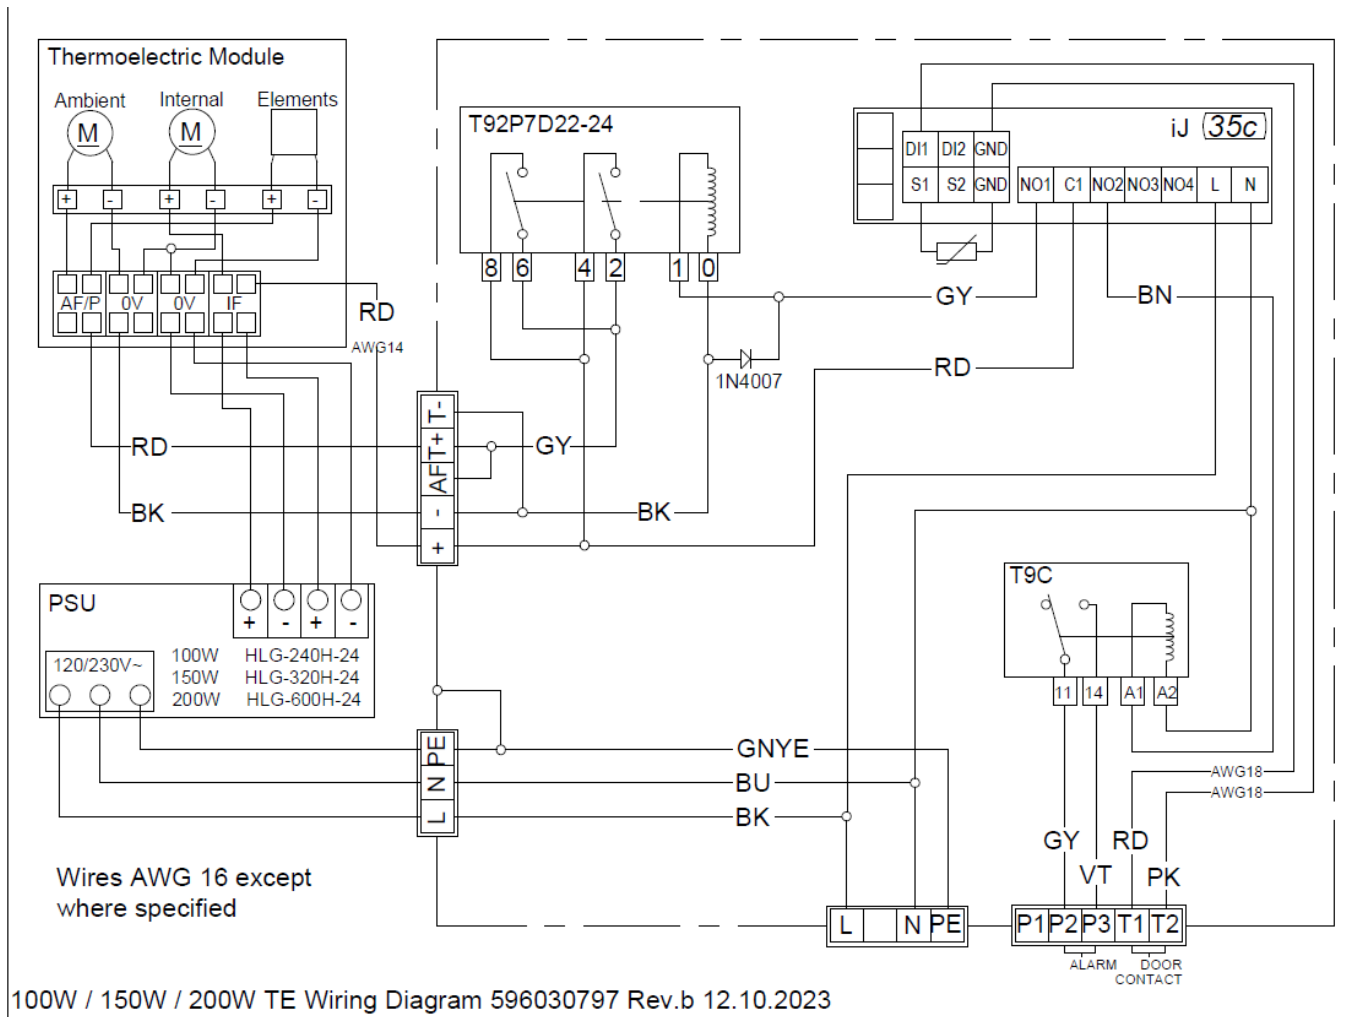 Thermoelectric Module
Ambient Internal Elements
M M
+ - + - + -
AF/P 0V 0V IF
RD
AWG14
T92P7D22-24
8 6 4 2 1 0
iJ 35c
DI1 DI2 GND
S1 S2 GND NO1 C1 NO2 NO3 NO4 L N
GY BN
RD
1N4007
T- T+ AF - +
RD
GY
BK
BK
T9C
11 14 A1 A2
PSU
+ - + -
120/230V~
100W HLG-240H-24
150W HLG-320H-24
200W HLG-600H-24
PE N L
GNYE
BU
BK
AWG18
AWG18
GY RD
VT PK
Wires AWG 16 except
where specified
L N PE
P1 P2 P3 T1 T2
ALARM DOOR
CONTACT
100W / 150W / 200W TE Wiring Diagram 596030797 Rev.b 12.10.2023